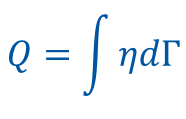 Q = ∫ ηdΓ